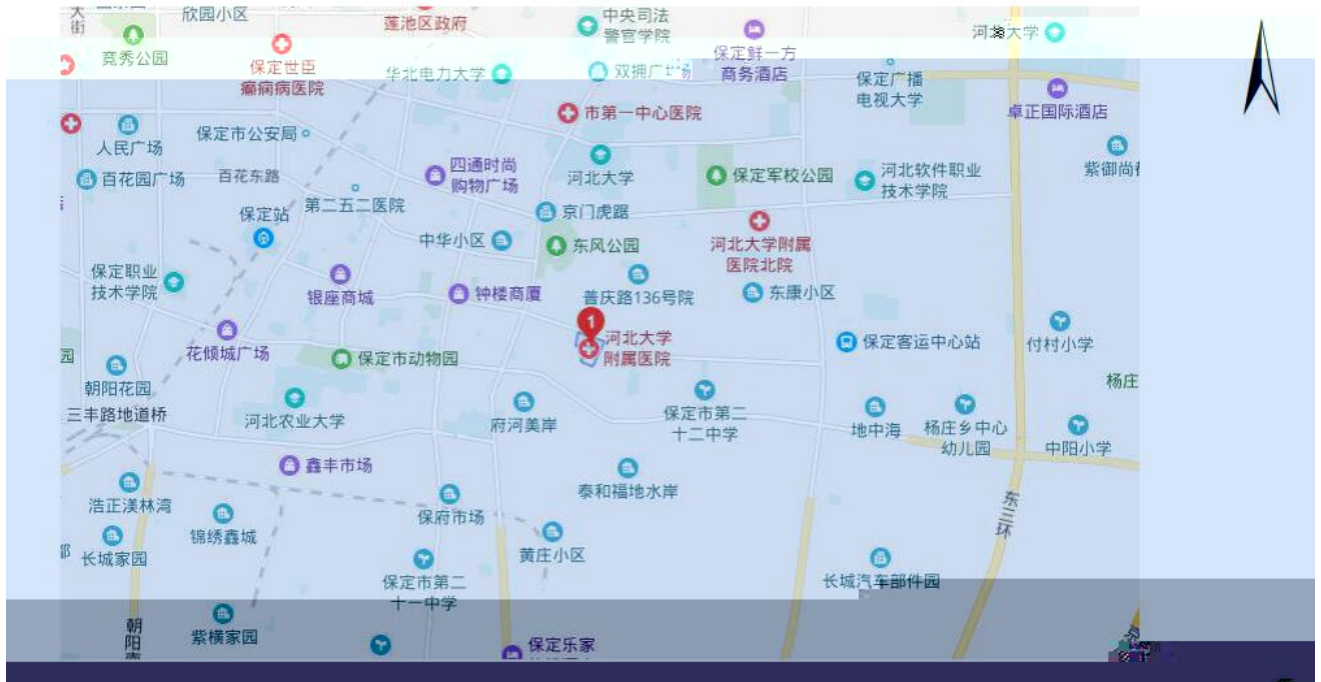 大街
欣园小区
莲池区政府
中央司法
警官学院
河北大学
竞秀公园
保定世臣
癫痫病医院
华北电力大学
双拥广场
保定鲜一方
商务酒店
保定广播
电视大学
卓正国际酒店
市第一中心医院
人民广场
保定市公安局
四通时尚
购物广场
河北大学
保定军校公园
河北软件职业
技术学院
紫御尚
百花园广场
百花东路
第二五二医院
京门虎踞
保定站
中华小区
东风公园
河北大学附属
医院北院
保定职业
技术学院
银座商城
钟楼商厦
普庆路136号院
东康小区
1
河北大学
附属医院
花倾城广场
保定市动物园
保定客运中心站
付村小学
园
朝阳花园
杨庄
三丰路地道桥
河北农业大学
府河美岸
保定市第二
十二中学
地中海
杨庄乡中心
幼儿园
中阳小学
鑫丰市场
泰和福地水岸
浩正渼林湾
保府市场
东三环
锦绣鑫城
长城家园
黄庄小区
保定市第二
十一中学
长城汽车部件园
紫横家园
朝阳
保定乐家